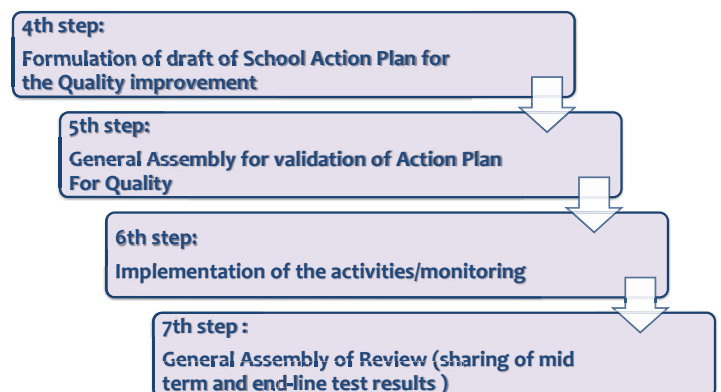 4th step:
Formulation of draft of School Action Plan for
the Quality improvement
5th step:
General Assembly for validation of Action Plan
For Quality
6th step:
Implementation of the activities/monitoring
7th step :
General Assembly of Review (sharing of mid
term and end-line test results )